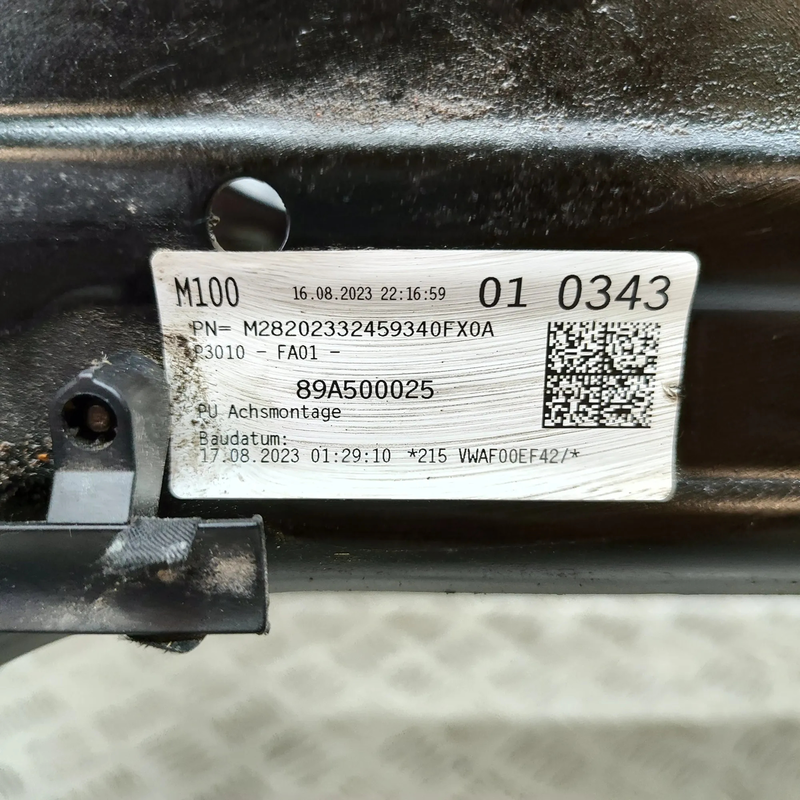 M100 16.08.2023 22:16:59 01 0343
PN= M28202332459340FX0A
P3010 - FA01 -
89A500025
PU Achsmontage
Baudatum:
17.08.2023 01:29:10 *215 VWAF00EF42/*